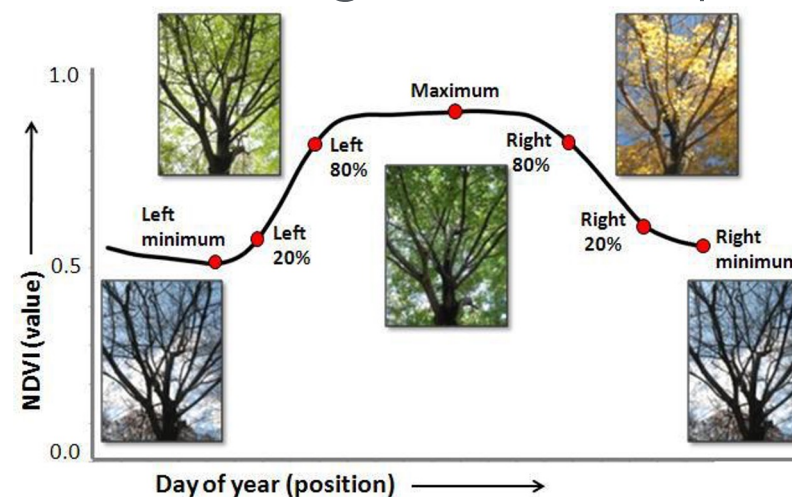 1.0
Maximum
Left
80%
Right
80%
Left
minimum
Left
20%
Right
20%
Right
minimum
0.5
0.0
NDVI (value)
Day of year (position)